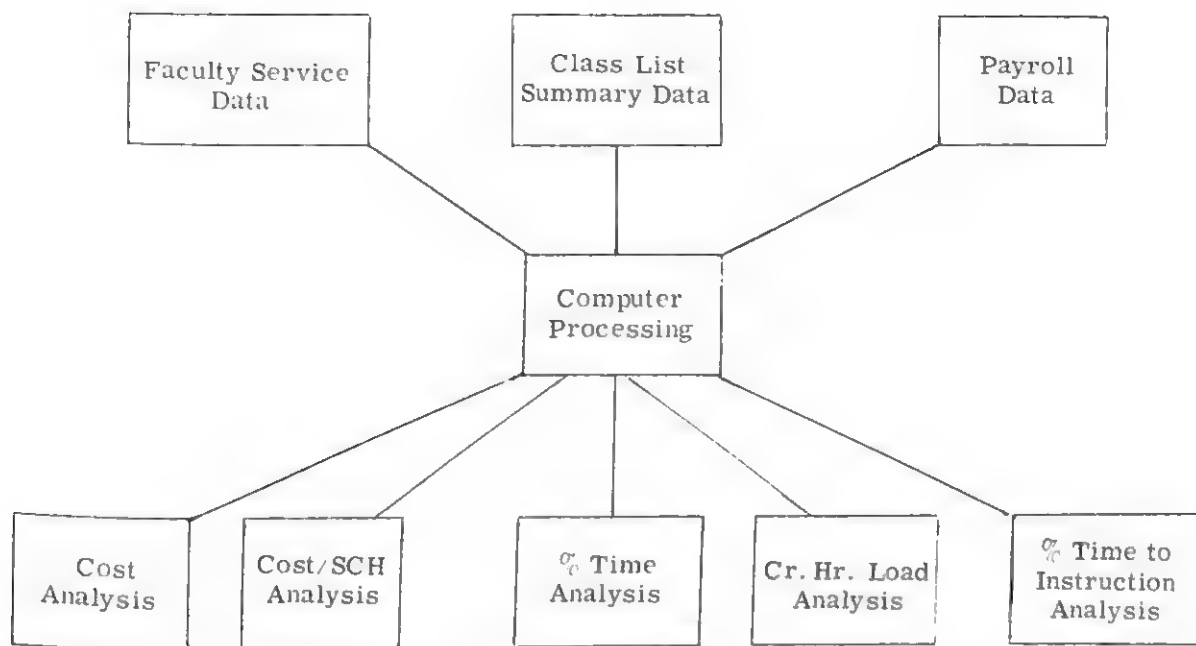 Faculty Service
Data
Class List
Summary Data
Payroll
Data
Computer
Processing
Cost
Analysis
Cost/SCH
Analysis
% Time
Analysis
Cr. Hr. Load
Analysis
% Time to
Instruction
Analysis